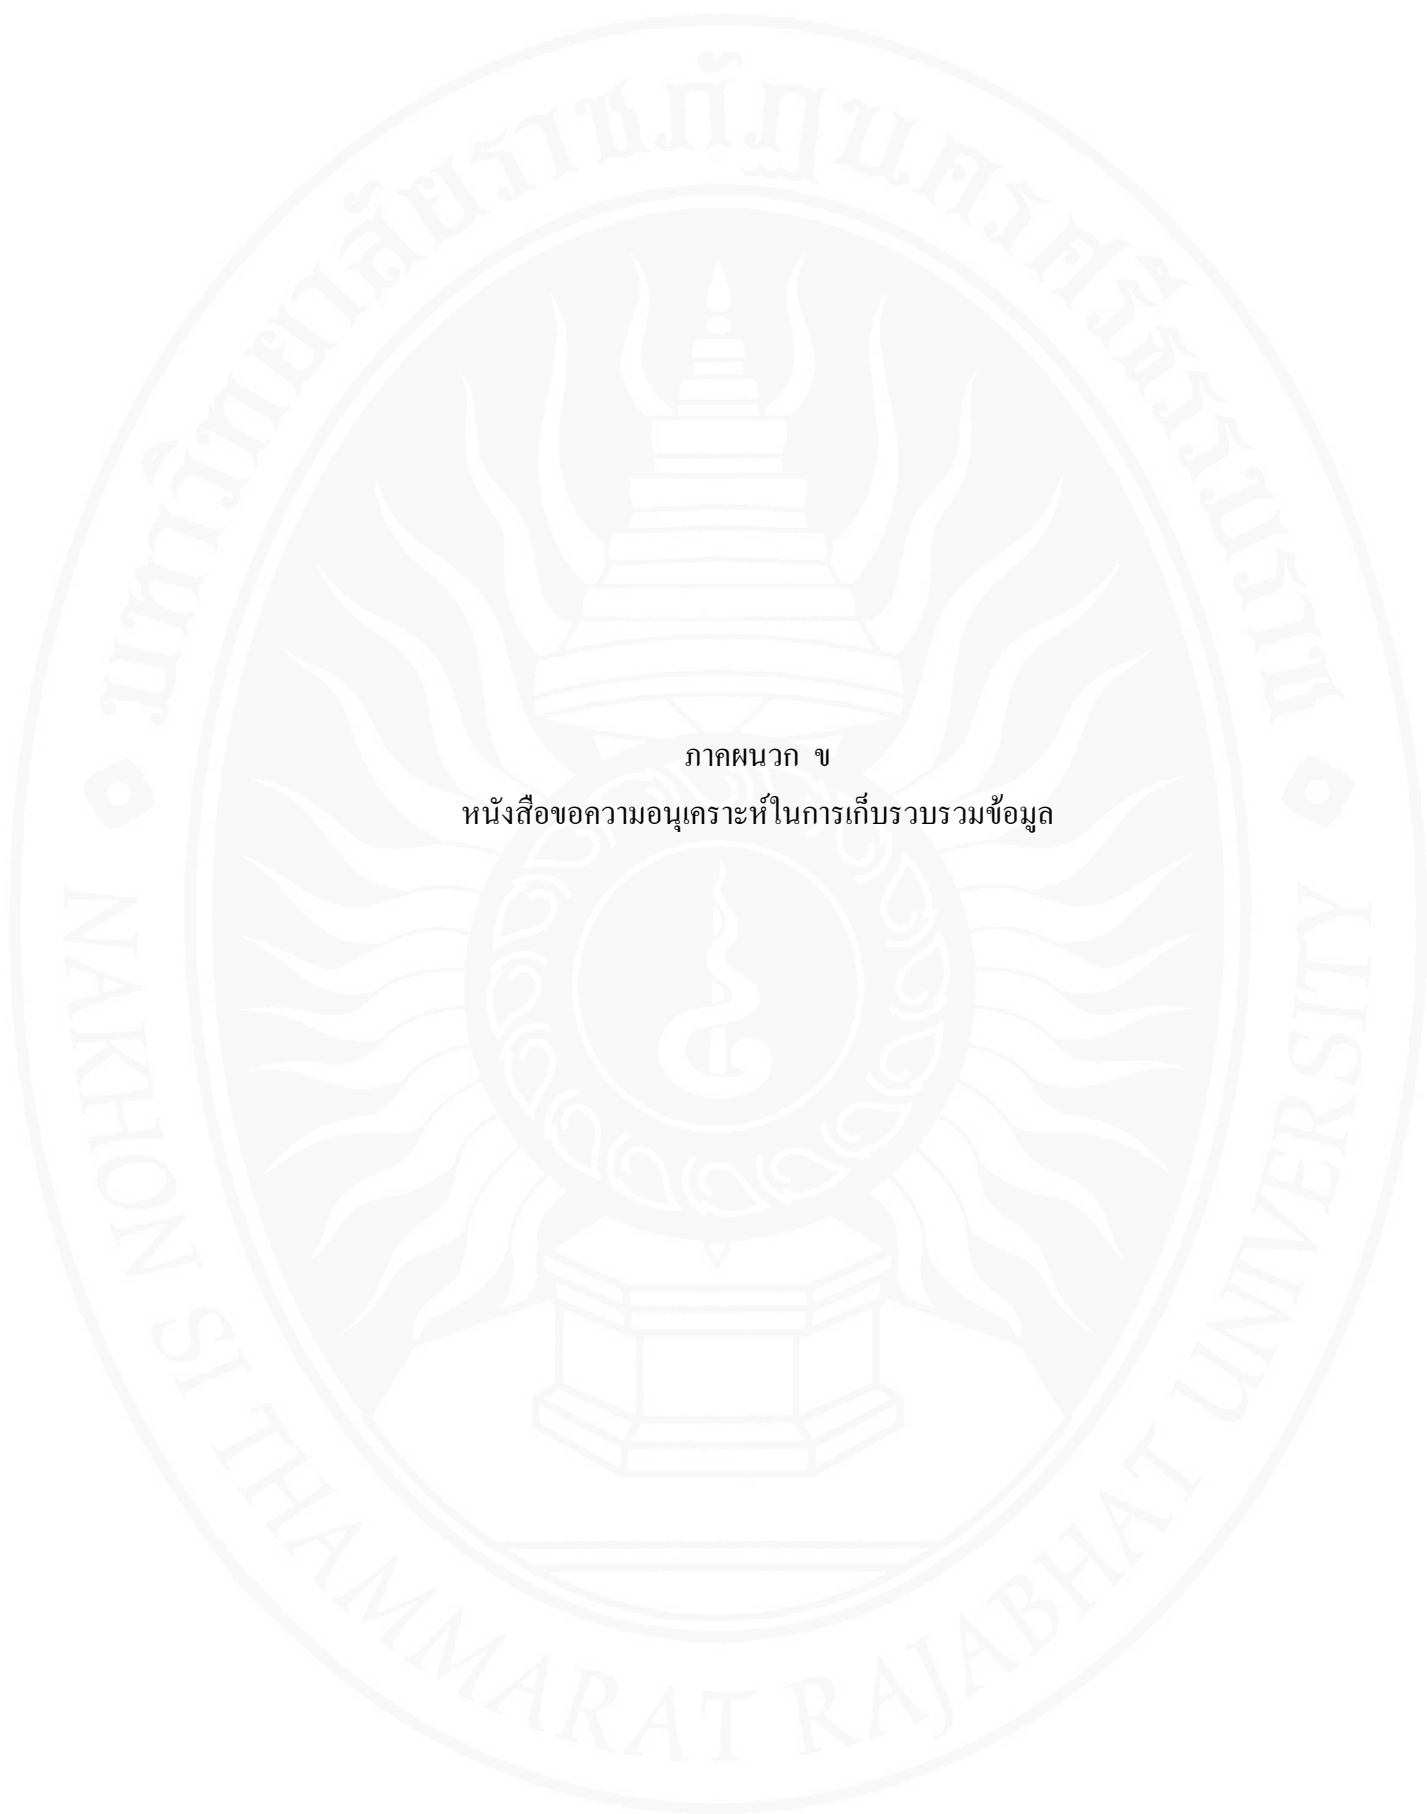 มหาวิทยาลัยราชภัฏนครศรีธรรมราช
ภาคผนวก ข
หนังสือขอความอนุเคราะห์ในการเก็บรวบรวมข้อมูล
NAKHON SI THAMMARAT RAJABHAT UNIVERSITY